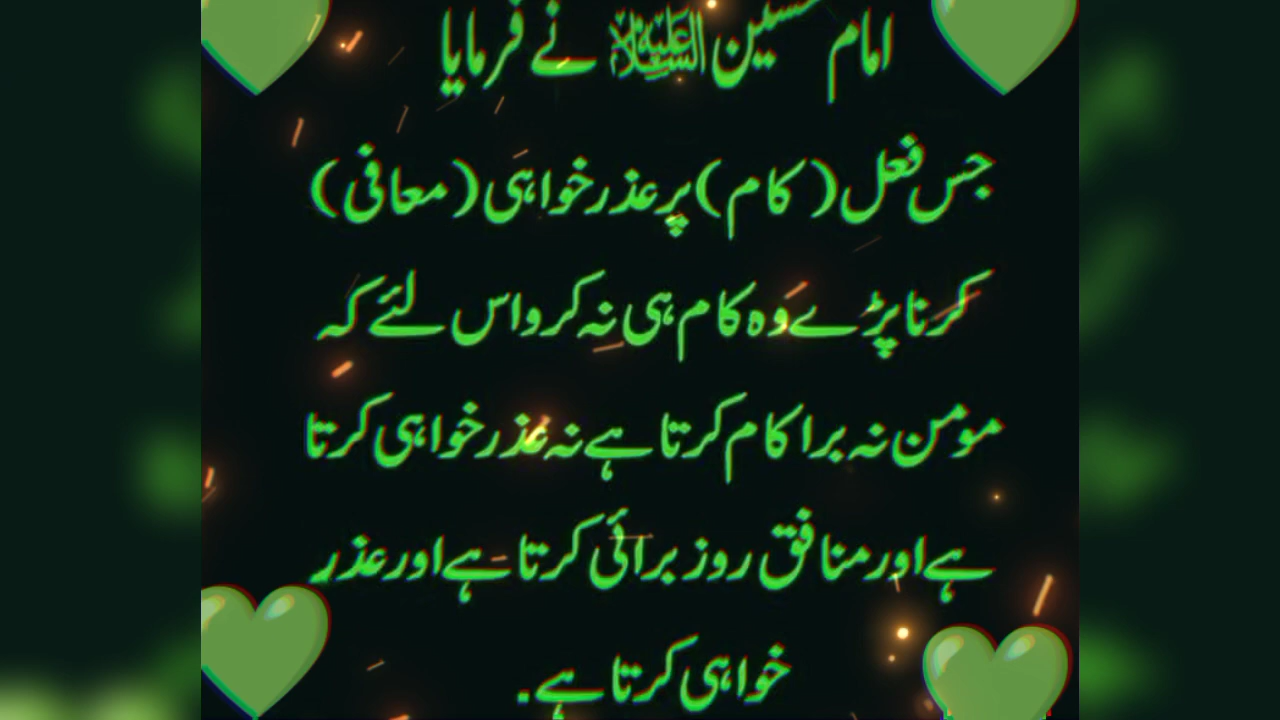 امام حسین علیہ السلام نے فرمایا
جس فعل (کام) پر عذر خواہی (معافی)
کرنا پڑے وہ کام ہی نہ کرو اس لئے کہ
مومن نہ برا کام کرتا ہے نہ عذر خواہی کرتا
ہے اور منافق روز برائی کرتا ہے اور عذر
خواہی کرتا ہے.